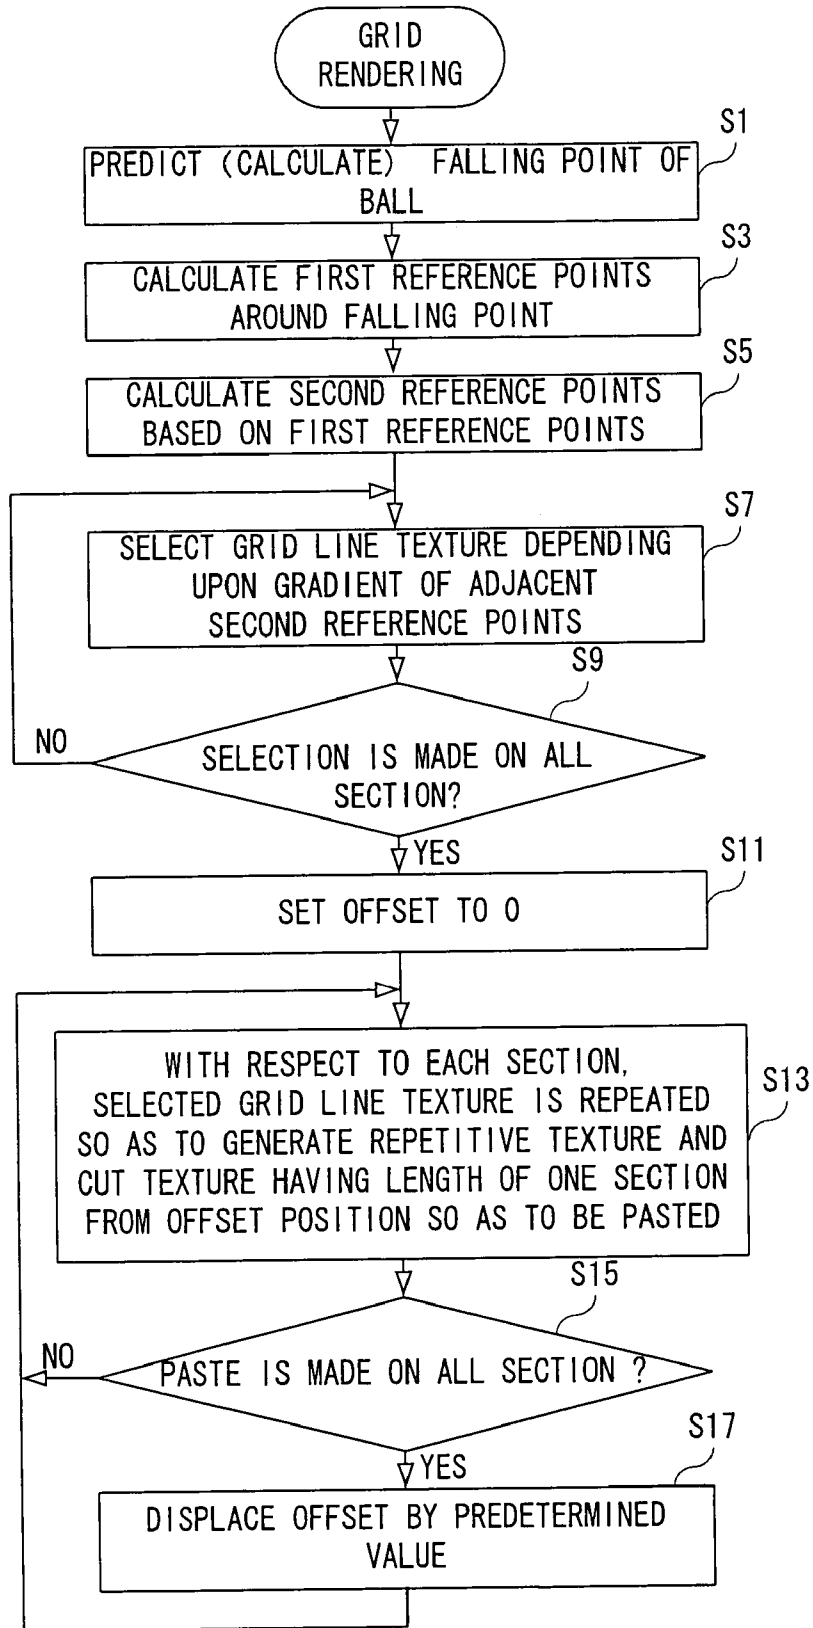 GRID
RENDERING
S1
PREDICT (CALCULATE) FALLING POINT OF
BALL
S3
CALCULATE FIRST REFERENCE POINTS
AROUND FALLING POINT
S5
CALCULATE SECOND REFERENCE POINTS
BASED ON FIRST REFERENCE POINTS
S7
SELECT GRID LINE TEXTURE DEPENDING
UPON GRADIENT OF ADJACENT
SECOND REFERENCE POINTS
S9
NO
SELECTION IS MADE ON ALL
SECTION?
YES
S11
SET OFFSET TO 0
S13
WITH RESPECT TO EACH SECTION,
SELECTED GRID LINE TEXTURE IS REPEATED
SO AS TO GENERATE REPETITIVE TEXTURE AND
CUT TEXTURE HAVING LENGTH OF ONE SECTION
FROM OFFSET POSITION SO AS TO BE PASTED
S15
NO
PASTE IS MADE ON ALL SECTION ?
YES
S17
DISPLACE OFFSET BY PREDETERMINED
VALUE